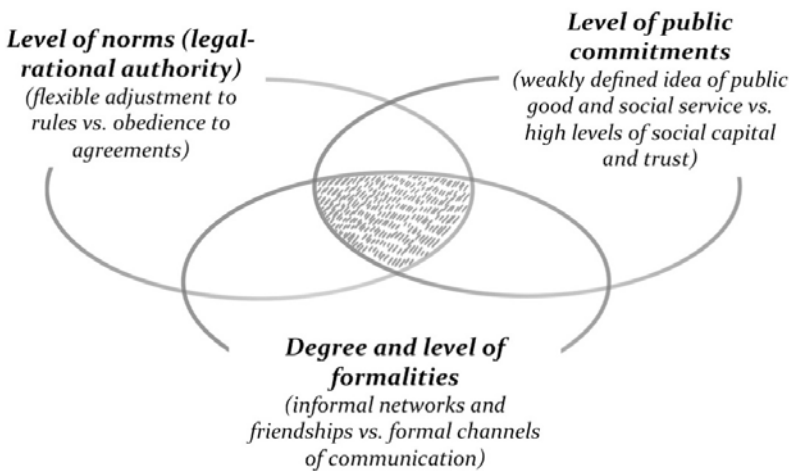 Level of norms (legal-
rational authority)
(flexible adjustment to
rules vs. obedience to
agreements)
Level of public
commitments
(weakly defined idea of public
good and social service vs.
high levels of social capital
and trust)
Degree and level of
formalities
(informal networks and
friendships vs. formal channels
of communication)